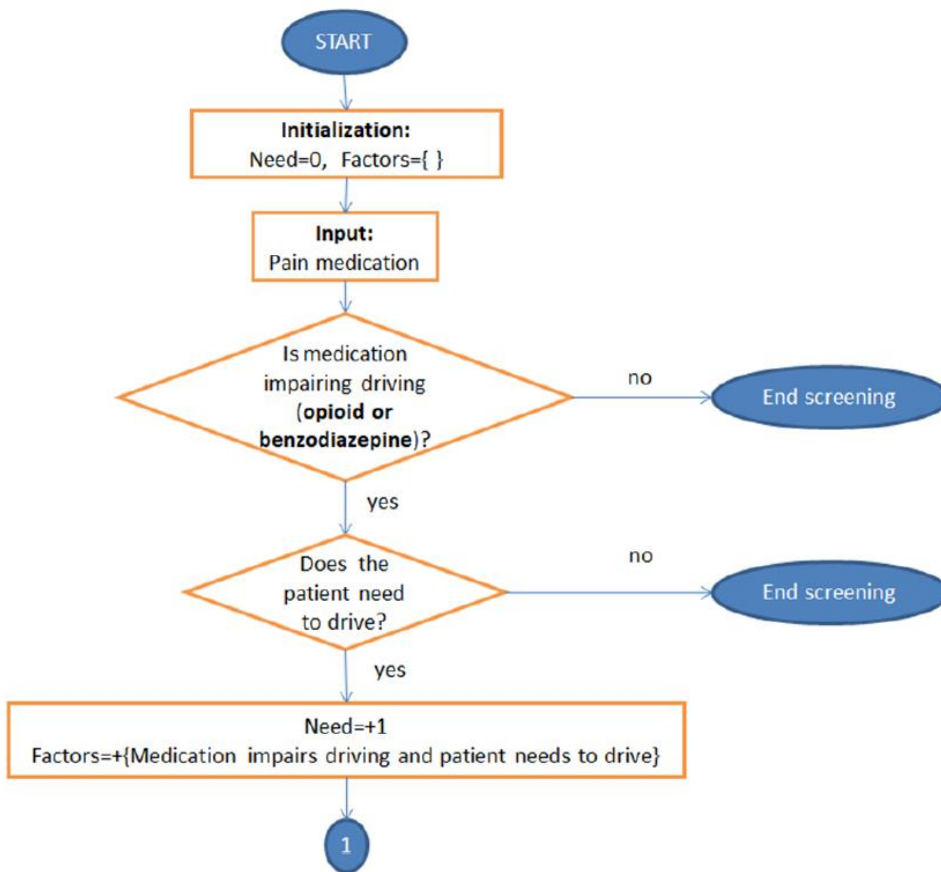 START
Initialization:
Need=0, Factors={ }
Input:
Pain medication
Is medication
impairing driving
(opioid or
benzodiazepine)?
no
End screening
yes
Does the
patient need
to drive?
no
End screening
yes
Need=+1
Factors=+{Medication impairs driving and patient needs to drive}
1